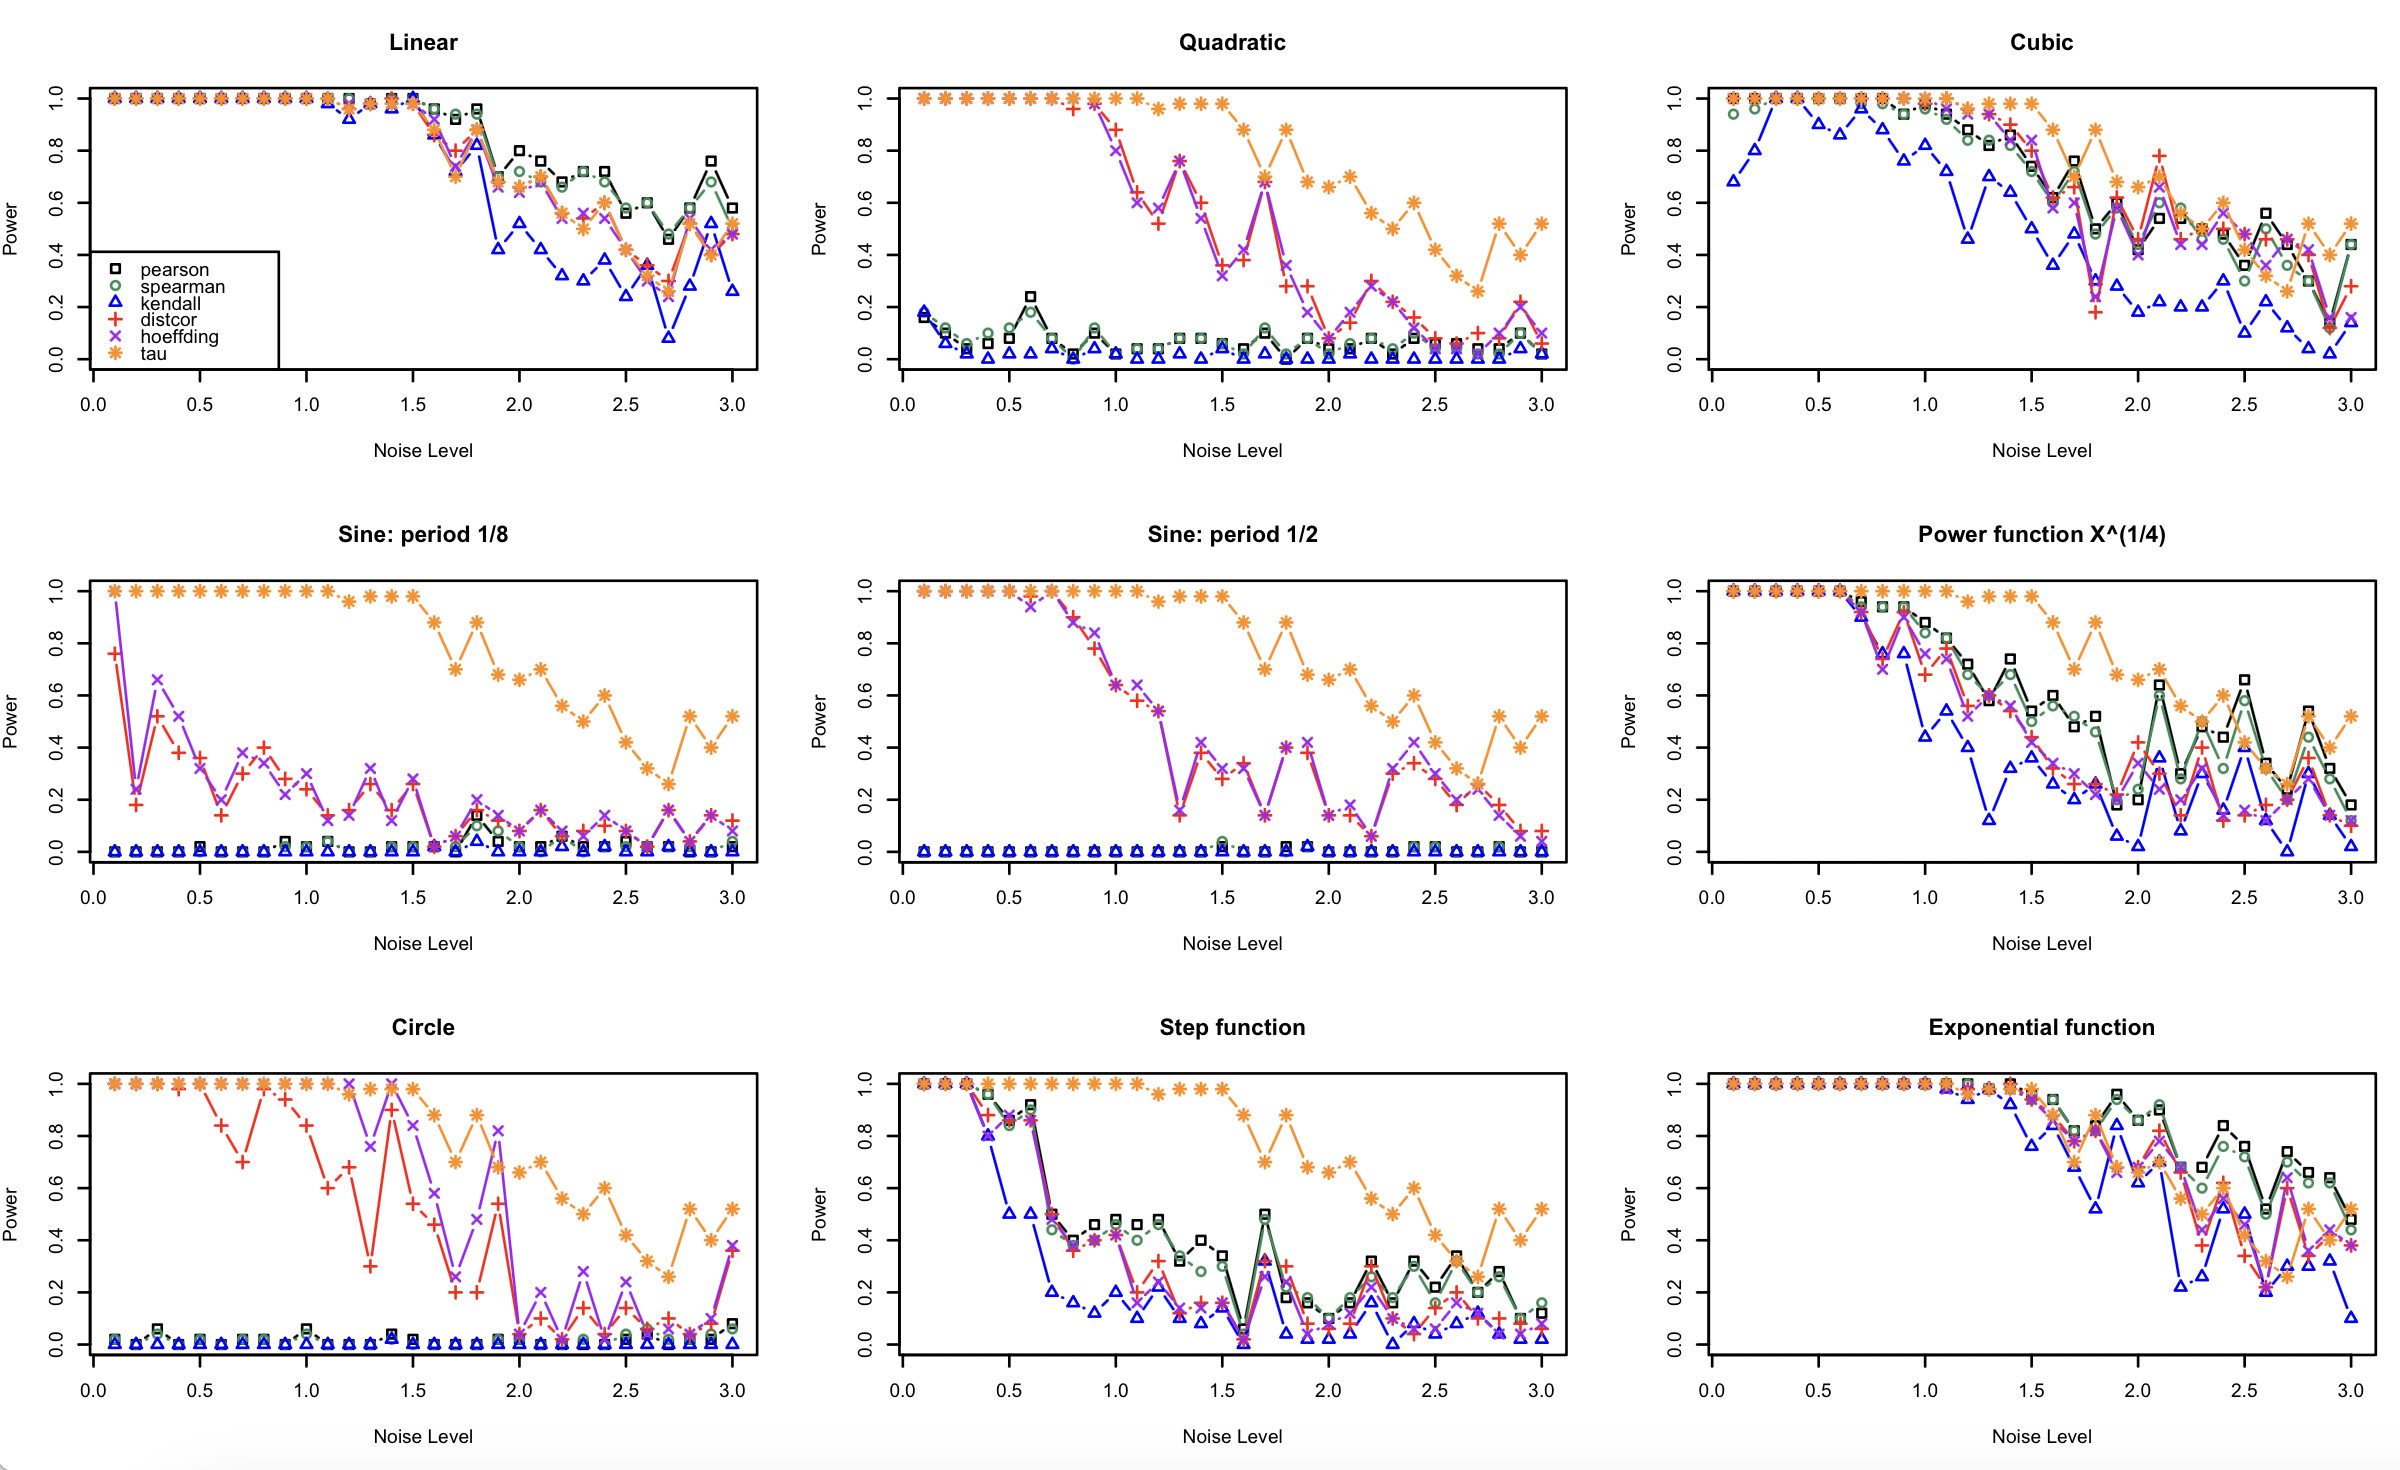 Linear
Power
1.0
0.8
0.6
0.4
0.2
0.0
pearson
spearman
kendall
distcor
hoeffding
tau
0.0 0.5 1.0 1.5 2.0 2.5 3.0
Noise Level
Quadratic
Power
1.0
0.8
0.6
0.4
0.2
0.0
0.0 0.5 1.0 1.5 2.0 2.5 3.0
Noise Level
Cubic
Power
1.0
0.8
0.6
0.4
0.2
0.0
0.0 0.5 1.0 1.5 2.0 2.5 3.0
Noise Level
Sine: period 1/8
Power
1.0
0.8
0.6
0.4
0.2
0.0
0.0 0.5 1.0 1.5 2.0 2.5 3.0
Noise Level
Sine: period 1/2
Power
1.0
0.8
0.6
0.4
0.2
0.0
0.0 0.5 1.0 1.5 2.0 2.5 3.0
Noise Level
Power function X^(1/4)
Power
1.0
0.8
0.6
0.4
0.2
0.0
0.0 0.5 1.0 1.5 2.0 2.5 3.0
Noise Level
Circle
Power
1.0
0.8
0.6
0.4
0.2
0.0
0.0 0.5 1.0 1.5 2.0 2.5 3.0
Noise Level
Step function
Power
1.0
0.8
0.6
0.4
0.2
0.0
0.0 0.5 1.0 1.5 2.0 2.5 3.0
Noise Level
Exponential function
Power
1.0
0.8
0.6
0.4
0.2
0.0
0.0 0.5 1.0 1.5 2.0 2.5 3.0
Noise Level